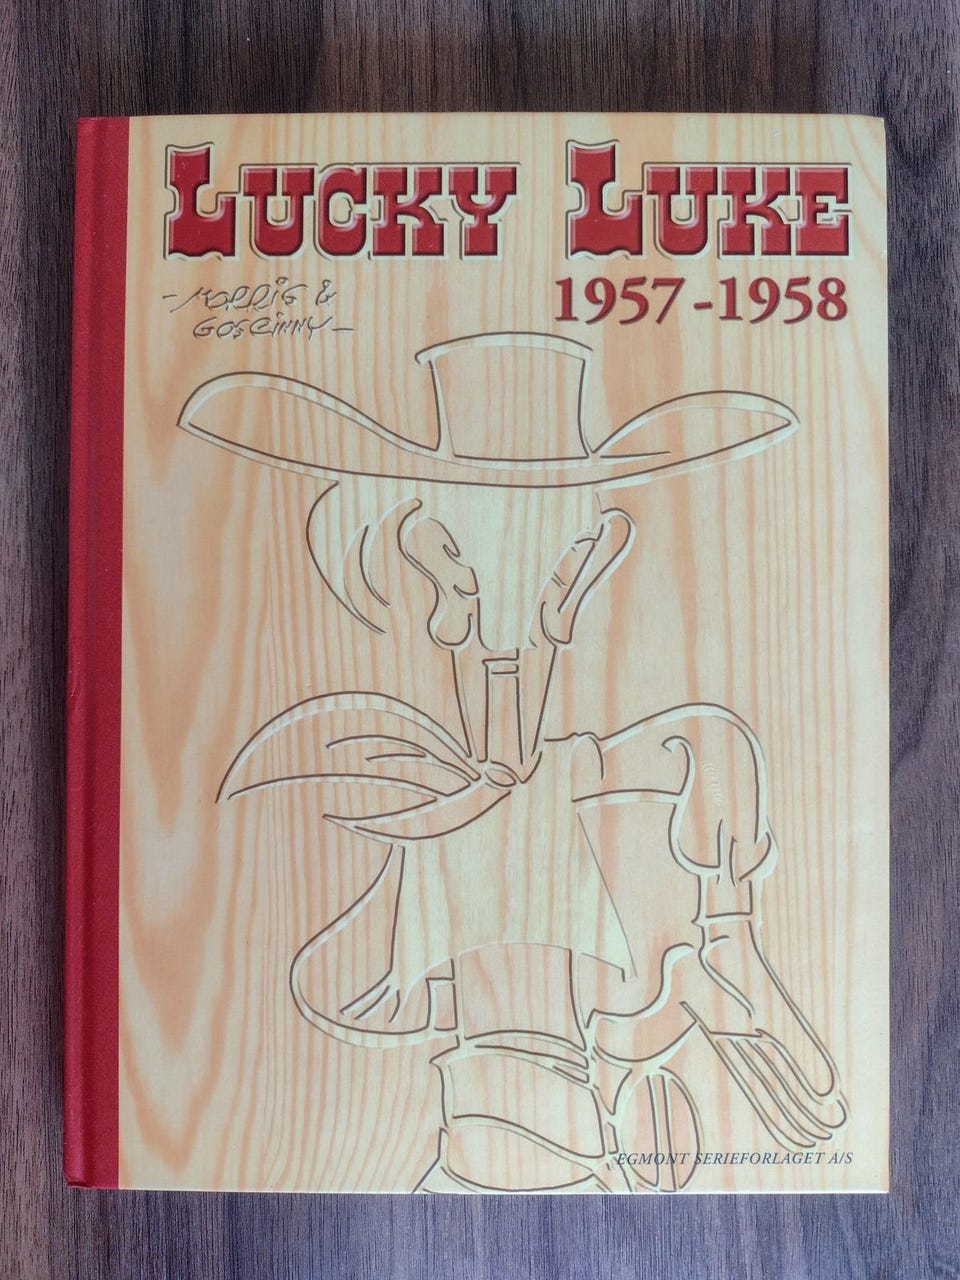 LUCKY LUKE
1957-1958
-MORRIS &
GOSCINNY-
EGMONT SERIEFORLAGET A/S